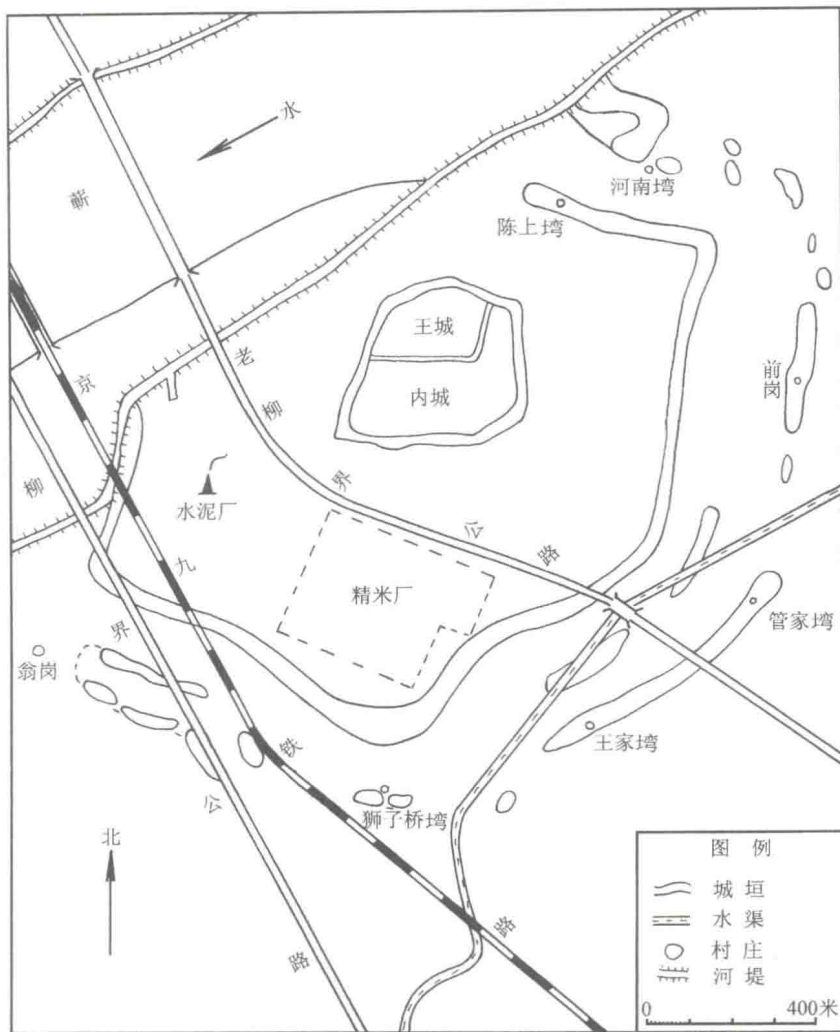 水
蕲
河南塆
陈上塆
王城
内城
前岗
老柳界公路
京九铁路
柳界公路
水泥厂
精米厂
管家塆
翁岗
王家塆
狮子桥塆
北
图 例
城 垣
水 渠
村 庄
河 堤
0 400米